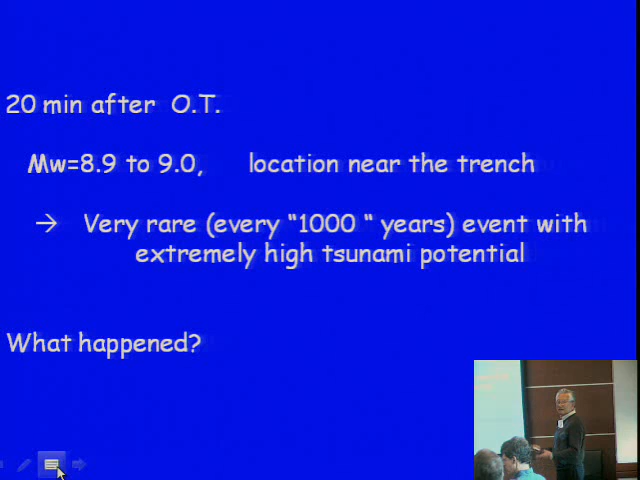 20 min after O.T.
Mw=8.9 to 9.0, location near the trench
→ Very rare (every "1000 " years) event with
extremely high tsunami potential
What happened?